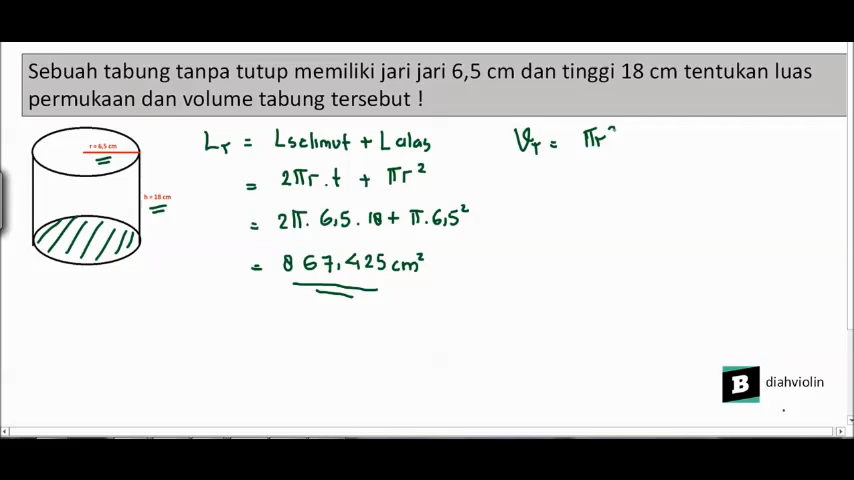 Sebuah tabung tanpa tutup memiliki jari jari 6,5 cm dan tinggi 18 cm tentukan luas
permukaan dan volume tabung tersebut !
r = 6,5 cm
h = 18 cm
LT = Lselimut + Lalas
= 2πr . t + πr²
= 2π . 6,5 . 18 + π . 6,5²
= 867,425 cm²
VT = πr²
B diahviolin